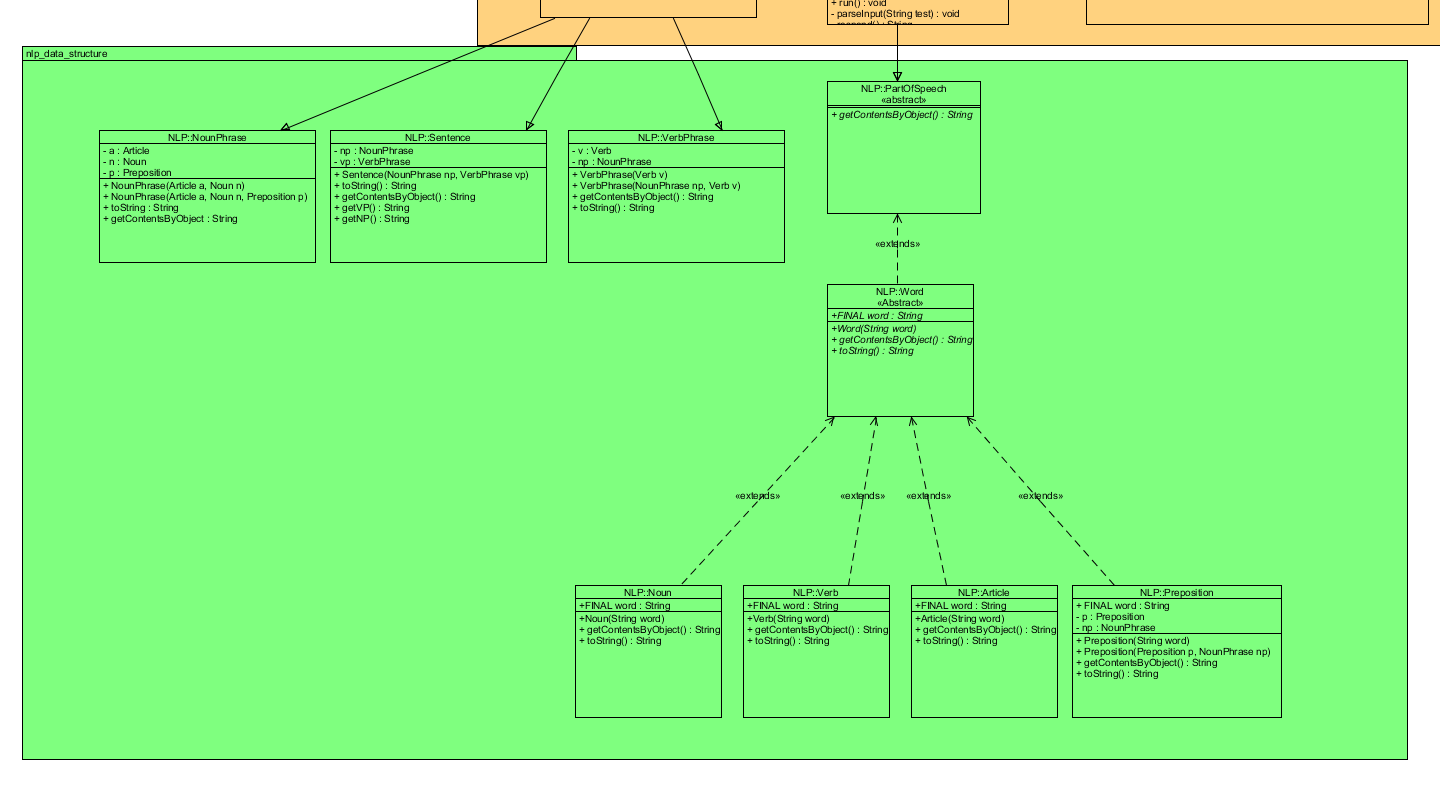 + run() : void
- parseInput(String test) : void
nlp_data_structure
NLP::PartOfSpeech
«abstract»
+ getContentsByObject() : String
NLP::NounPhrase
- a : Article
- n : Noun
- p : Preposition
+ NounPhrase(Article a, Noun n)
+ NounPhrase(Article a, Noun n, Preposition p)
+ toString : String
+ getContentsByObject : String
NLP::Sentence
- np : NounPhrase
- vp : VerbPhrase
+ Sentence(NounPhrase np, VerbPhrase vp)
+ toString() : String
+ getContentsByObject() : String
+ getVP() : String
+ getNP() : String
NLP::VerbPhrase
- v : Verb
- np : NounPhrase
+ VerbPhrase(Verb v)
+ VerbPhrase(NounPhrase np, Verb v)
+ getContentsByObject() : String
+ toString() : String
«extends»
NLP::Word
«Abstract»
+FINAL word : String
+Word(String word)
+ getContentsByObject() : String
+ toString() : String
«extends»
«extends»
«extends»
«extends»
NLP::Noun
+FINAL word : String
+Noun(String word)
+ getContentsByObject() : String
+ toString() : String
NLP::Verb
+FINAL word : String
+Verb(String word)
+ getContentsByObject() : String
+ toString() : String
NLP::Article
+FINAL word : String
+Article(String word)
+ getContentsByObject() : String
+ toString() : String
NLP::Preposition
+ FINAL word : String
- p : Preposition
- np : NounPhrase
+ Preposition(String word)
+ Preposition(Preposition p, NounPhrase np)
+ getContentsByObject() : String
+ toString() : String